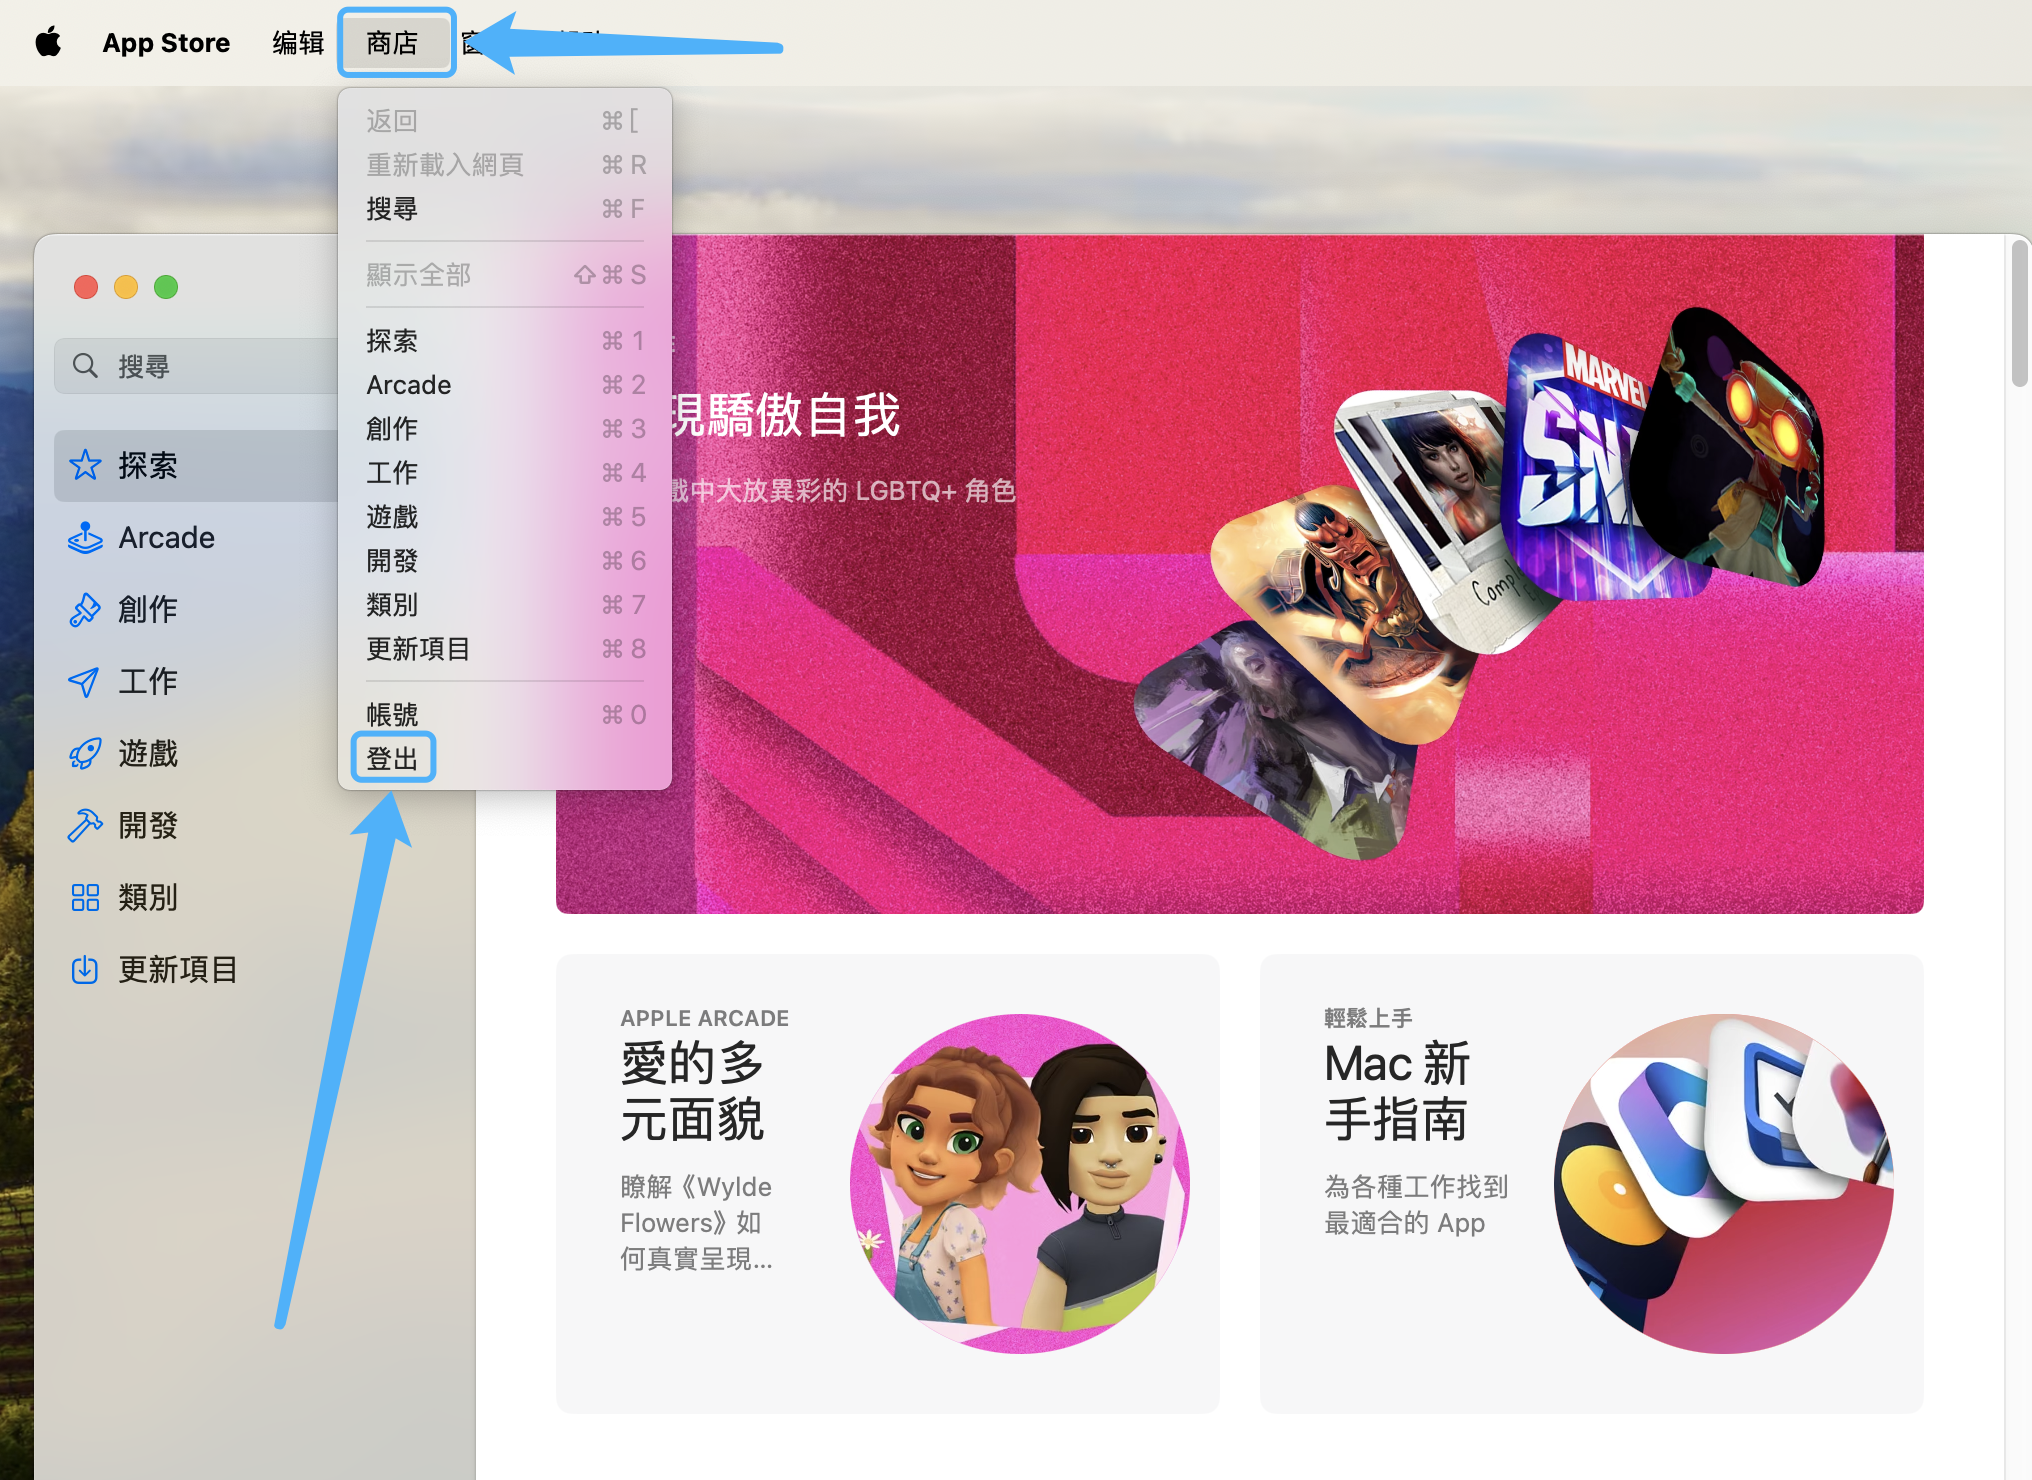 App Store 编辑 商店
返回 ⌘ [
重新載入網頁 ⌘ R
搜尋 ⌘ F
顯示全部 ⇧ ⌘ S
探索 ⌘ 1
Arcade ⌘ 2
創作 ⌘ 3
工作 ⌘ 4
遊戲 ⌘ 5
開發 ⌘ 6
類別 ⌘ 7
更新項目 ⌘ 8
帳號 ⌘ 0
登出
搜尋
探索
Arcade
創作
工作
遊戲
開發
類別
更新項目
現驕傲自我
戲中大放異彩的 LGBTQ+ 角色
MARVEL
SN
Compl
APPLE ARCADE
愛的多
元面貌
瞭解《Wylde
Flowers》如
何真實呈現...
輕鬆上手
Mac 新
手指南
為各種工作找到
最適合的 App